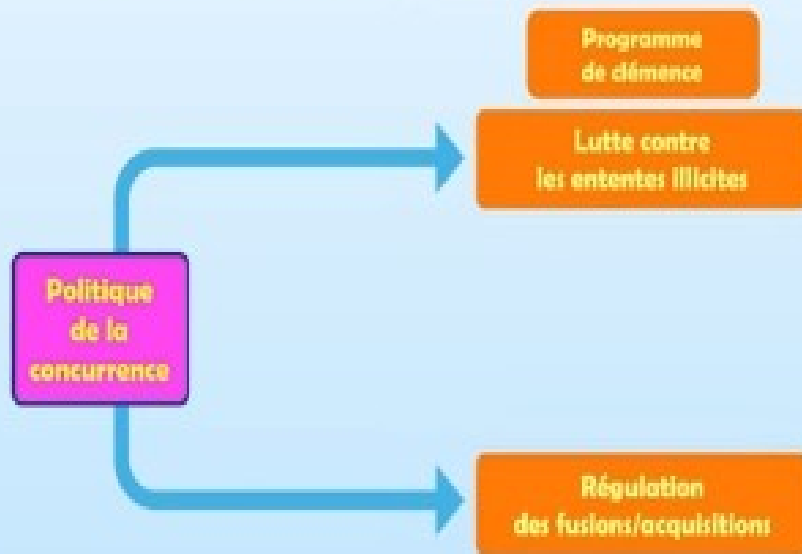 Programme
de clémence
Lutte contre
les ententes illicites
Politique
de la
concurrence
Régulation
des fusions/acquisitions